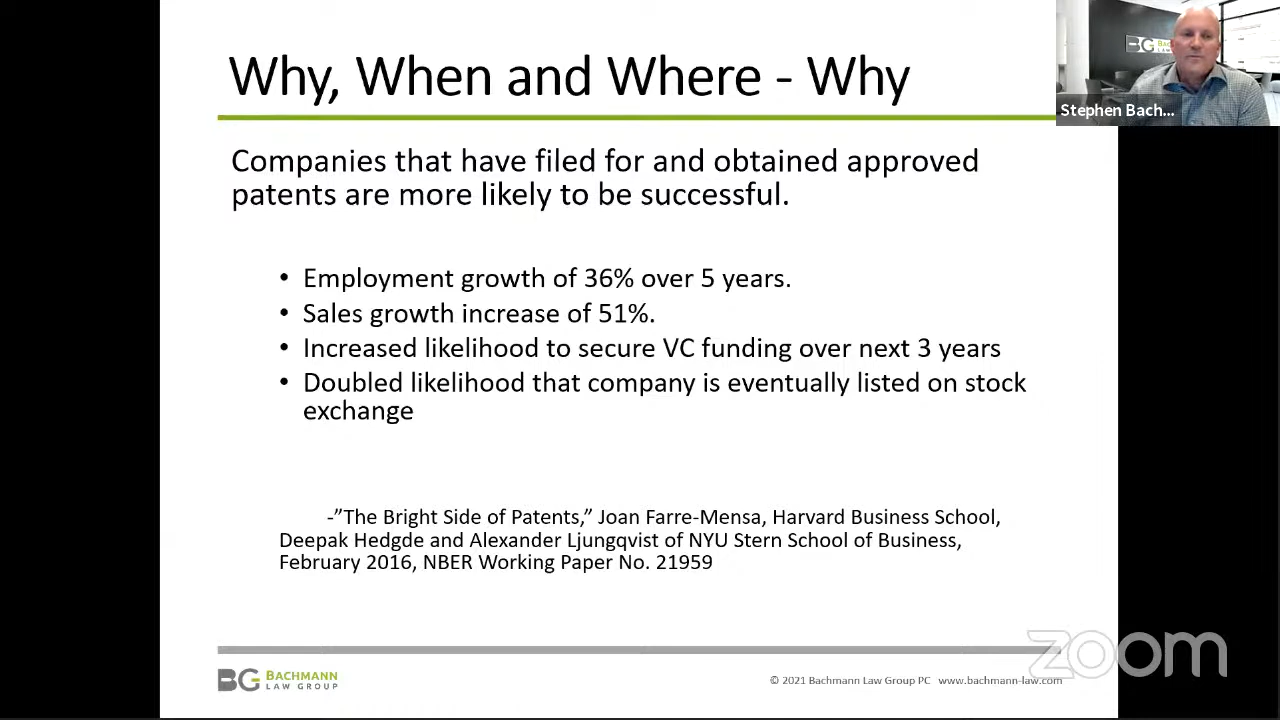 Why, When and Where - Why
Stephen Bach...
Companies that have filed for and obtained approved
patents are more likely to be successful.
• Employment growth of 36% over 5 years.
• Sales growth increase of 51%.
• Increased likelihood to secure VC funding over next 3 years
• Doubled likelihood that company is eventually listed on stock
exchange
-”The Bright Side of Patents,” Joan Farre-Mensa, Harvard Business School,
Deepak Hedgde and Alexander Ljungqvist of NYU Stern School of Business,
February 2016, NBER Working Paper No. 21959
zoom
BG BACHMANN
LAW GROUP
© 2021 Bachmann Law Group PC www.bachmann-law.com